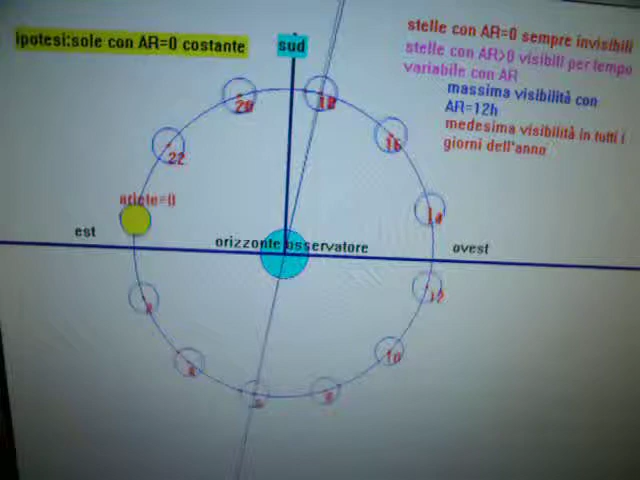 ipotesi:sole con AR=0 costante
sud
stelle con AR=0 sempre invisibili
stelle con AR>0 visibili per tempo
variabile con AR
massima visibilità con
AR=12h
medesima visibilità in tutti i
giorni dell'anno
20
18
16
22
ariete=0
14
est
orizzonte osservatore
ovest
12
10